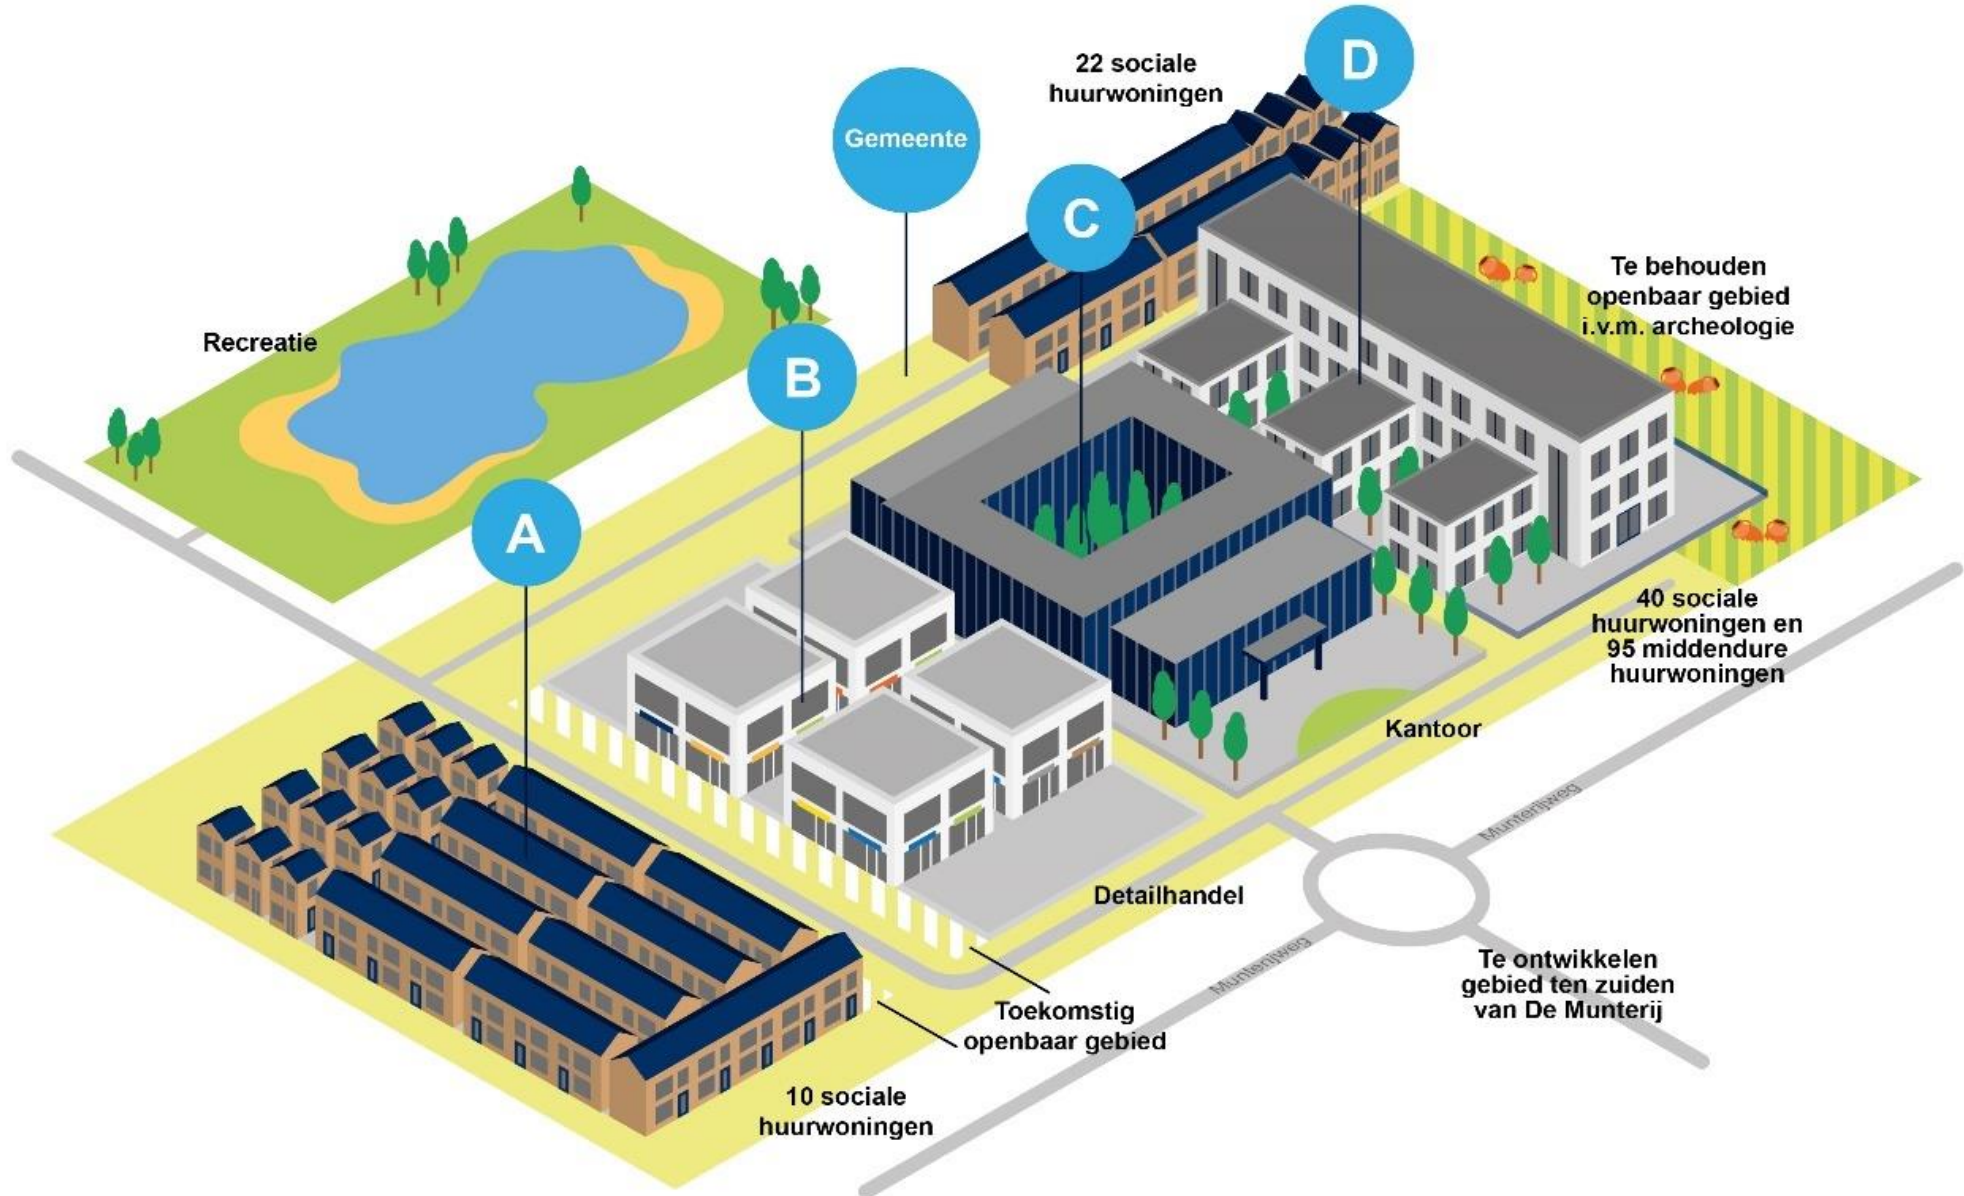 D
22 sociale
huurwoningen
Gemeente
C
Te behouden
openbaar gebied
i.v.m. archeologie
Recreatie
B
A
40 sociale
huurwoningen en
95 middendure
huurwoningen
Kantoor
Munterijweg
Detailhandel
Munterijweg
Te ontwikkelen
gebied ten zuiden
van De Munterij
Toekomstig
openbaar gebied
10 sociale
huurwoningen